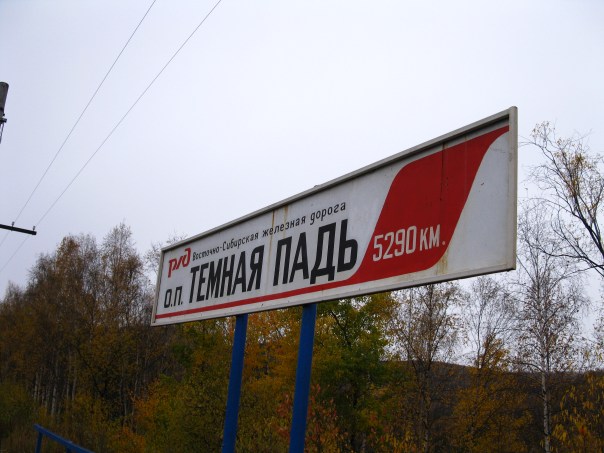 РЖД Восточно-Сибирская железная дорога
О.П. ТЕМНАЯ ПАДЬ 5290 КМ.